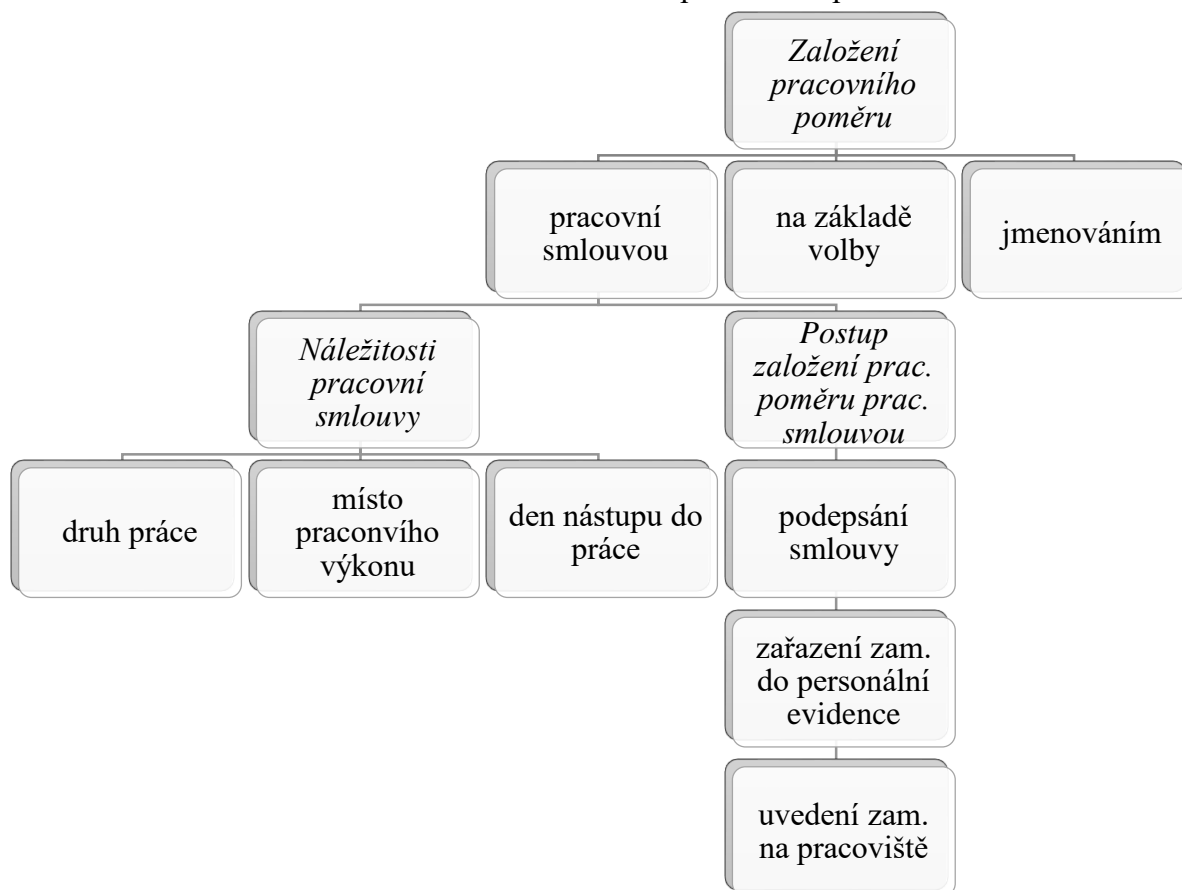 Založení
pracovního
poměru
pracovní
smlouvou
na základě
volby
jmenováním
Náležitosti
pracovní
smlouvy
Postup
založení prac.
poměru prac.
smlouvou
druh práce
místo
praconvího
výkonu
den nástupu do
práce
podepsání
smlouvy
zařazení zam.
do personální
evidence
uvedení zam.
na pracoviště